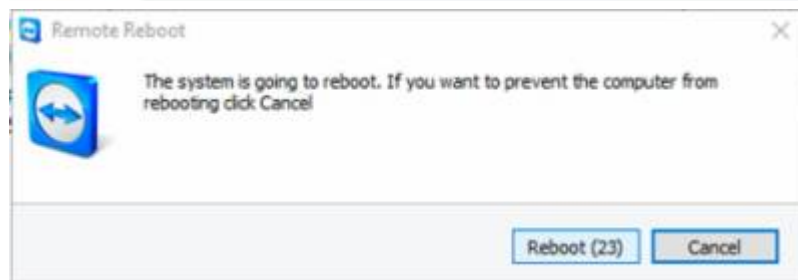 Remote Reboot
The system is going to reboot. If you want to prevent the computer from
rebooting click Cancel
Reboot (23) Cancel